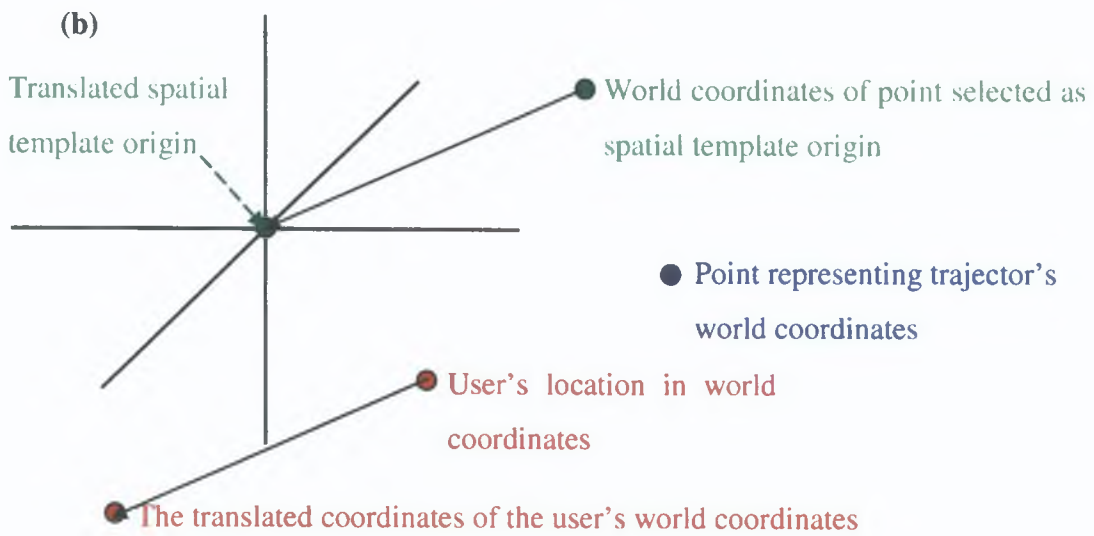 (b)
Translated spatial
template origin
World coordinates of point selected as
spatial template origin
Point representing trajector's
world coordinates
User's location in world
coordinates
The translated coordinates of the user's world coordinates